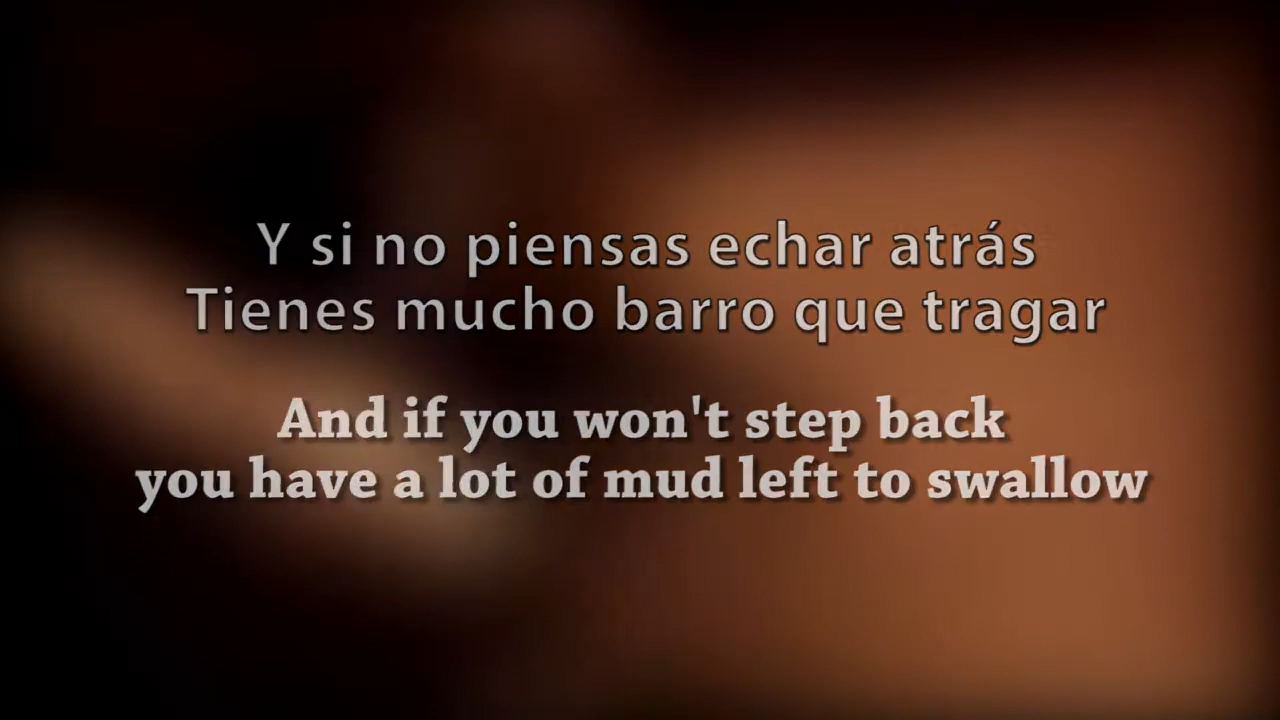 Y si no piensas echar atrás
Tienes mucho barro que tragar
And if you won't step back
you have a lot of mud left to swallow